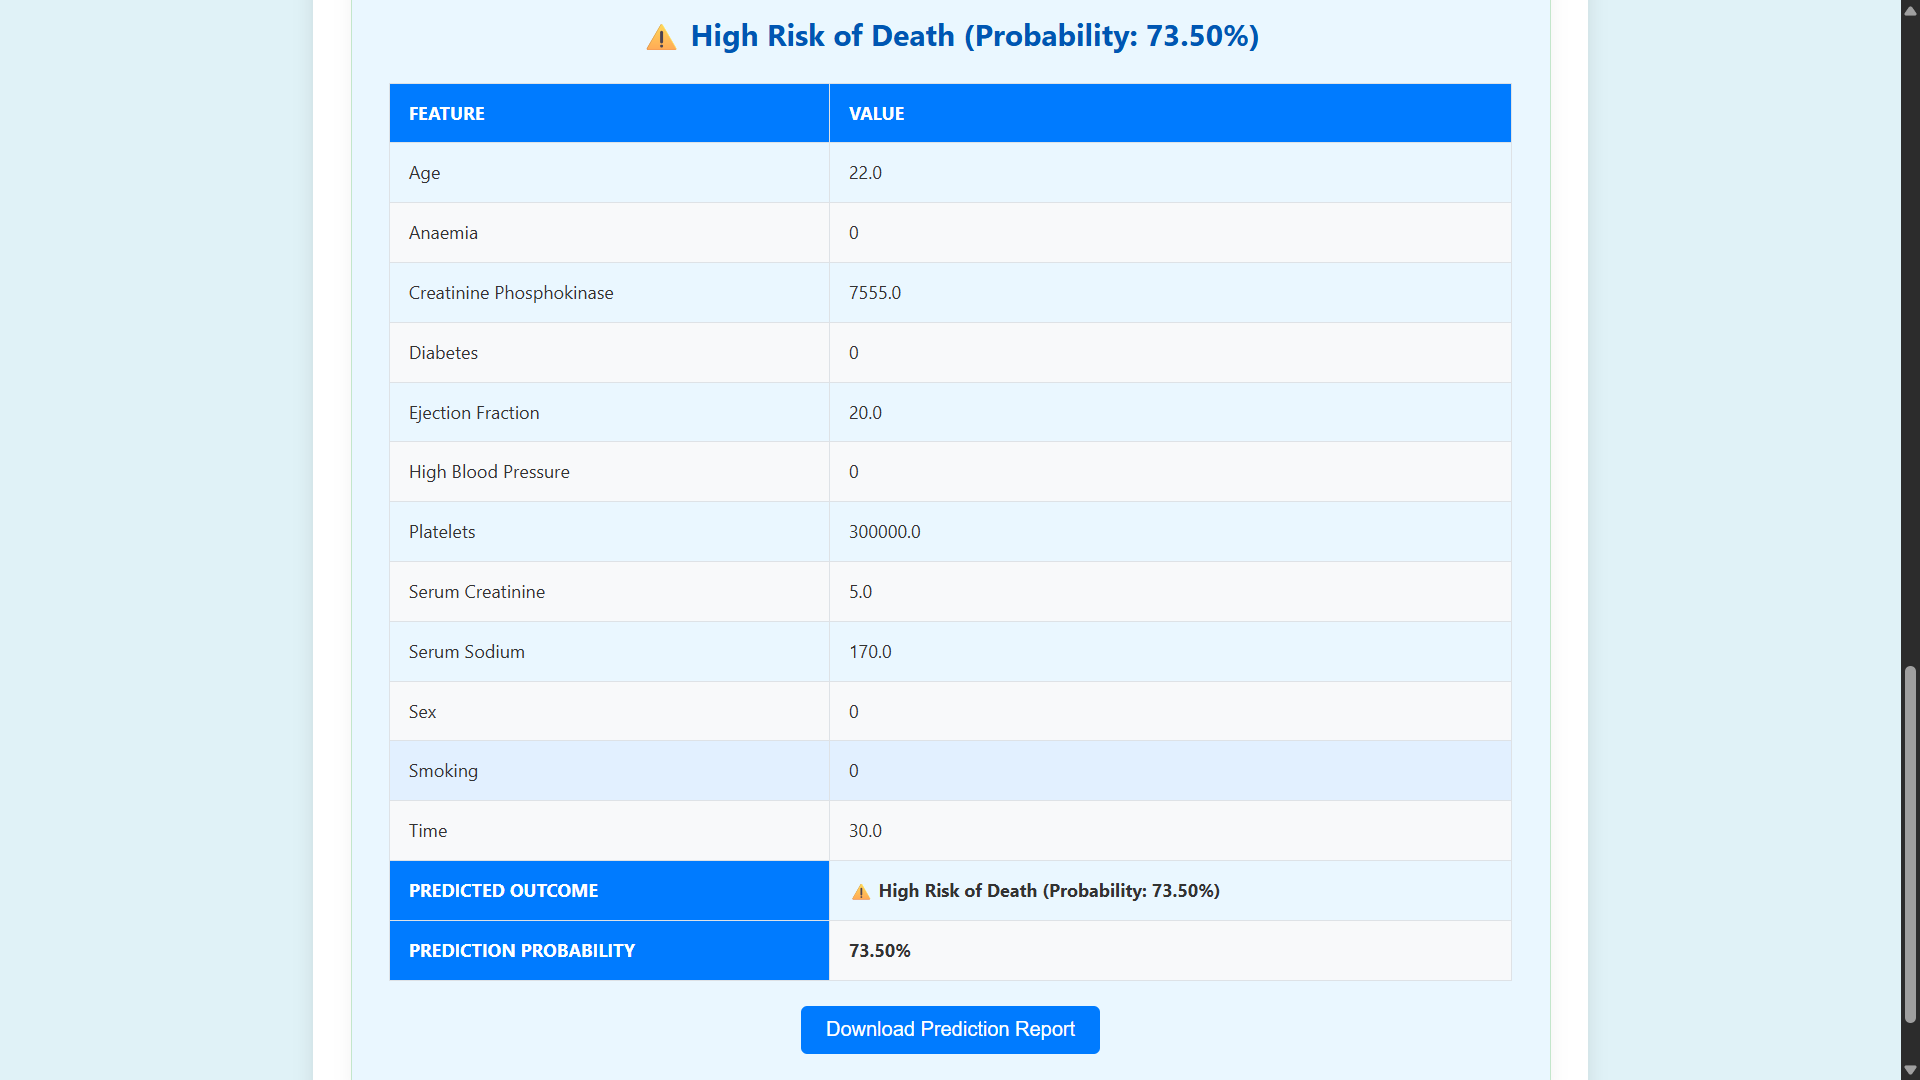 ⚠️ High Risk of Death (Probability: 73.50%)
FEATURE VALUE
Age 22.0
Anaemia 0
Creatinine Phosphokinase 7555.0
Diabetes 0
Ejection Fraction 20.0
High Blood Pressure 0
Platelets 300000.0
Serum Creatinine 5.0
Serum Sodium 170.0
Sex 0
Smoking 0
Time 30.0
PREDICTED OUTCOME ⚠️ High Risk of Death (Probability: 73.50%)
PREDICTION PROBABILITY 73.50%
Download Prediction Report